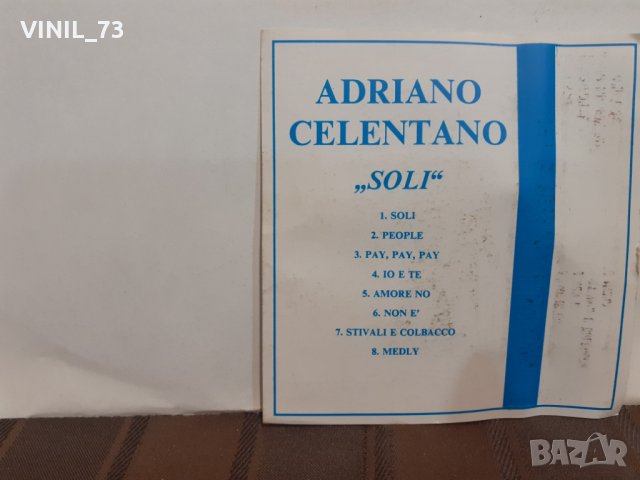 VINIL_73
ADRIANO
CELENTANO
„SOLI“
1. SOLI
2. PEOPLE
3. PAY, PAY, PAY
4. IO E TE
5. AMORE NO
6. NON E'
7. STIVALI E COLBACCO
8. MEDLY
BAZAR